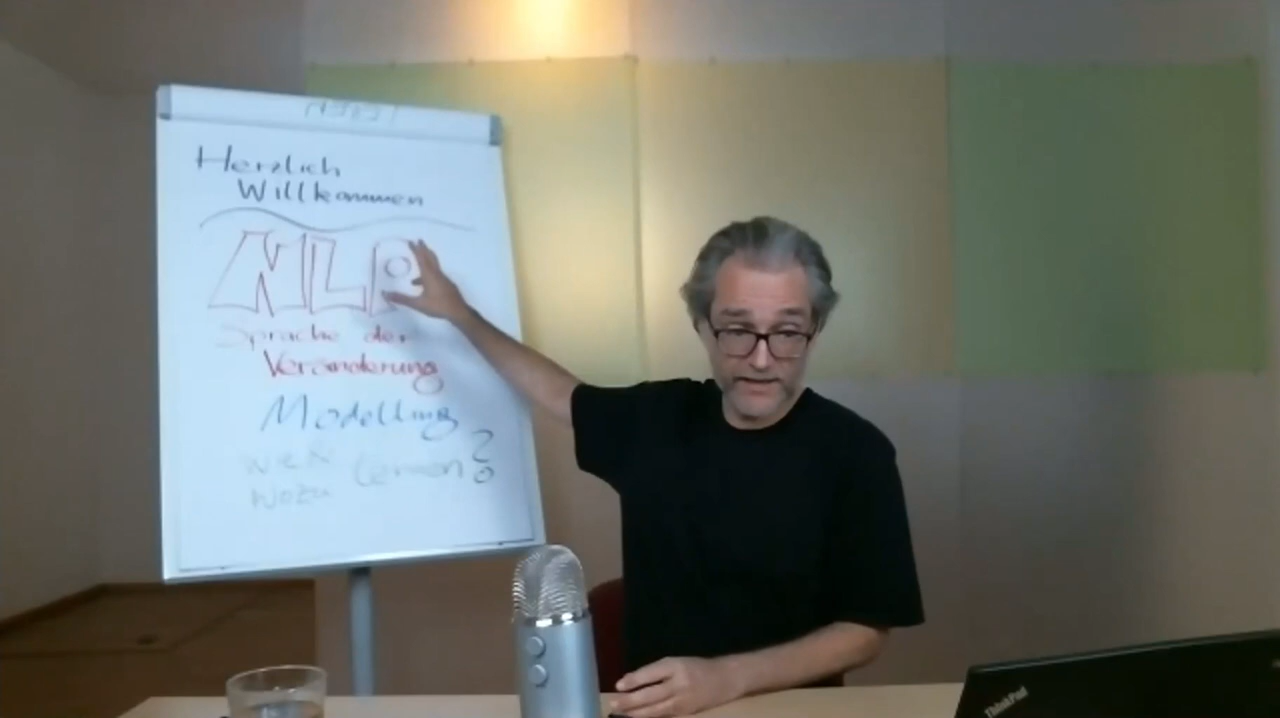 Herzlich
Willkommen
NLP
Sprache der
Veränderung
Modelling
lernen?
wozu
ThinkPad